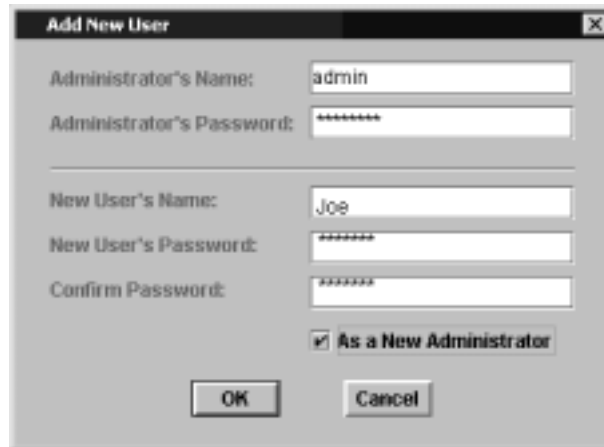 Add New User
Administrator's Name: admin
Administrator's Password: ********
New User's Name: Joe
New User's Password: *******
Confirm Password: *******
As a New Administrator
OK Cancel